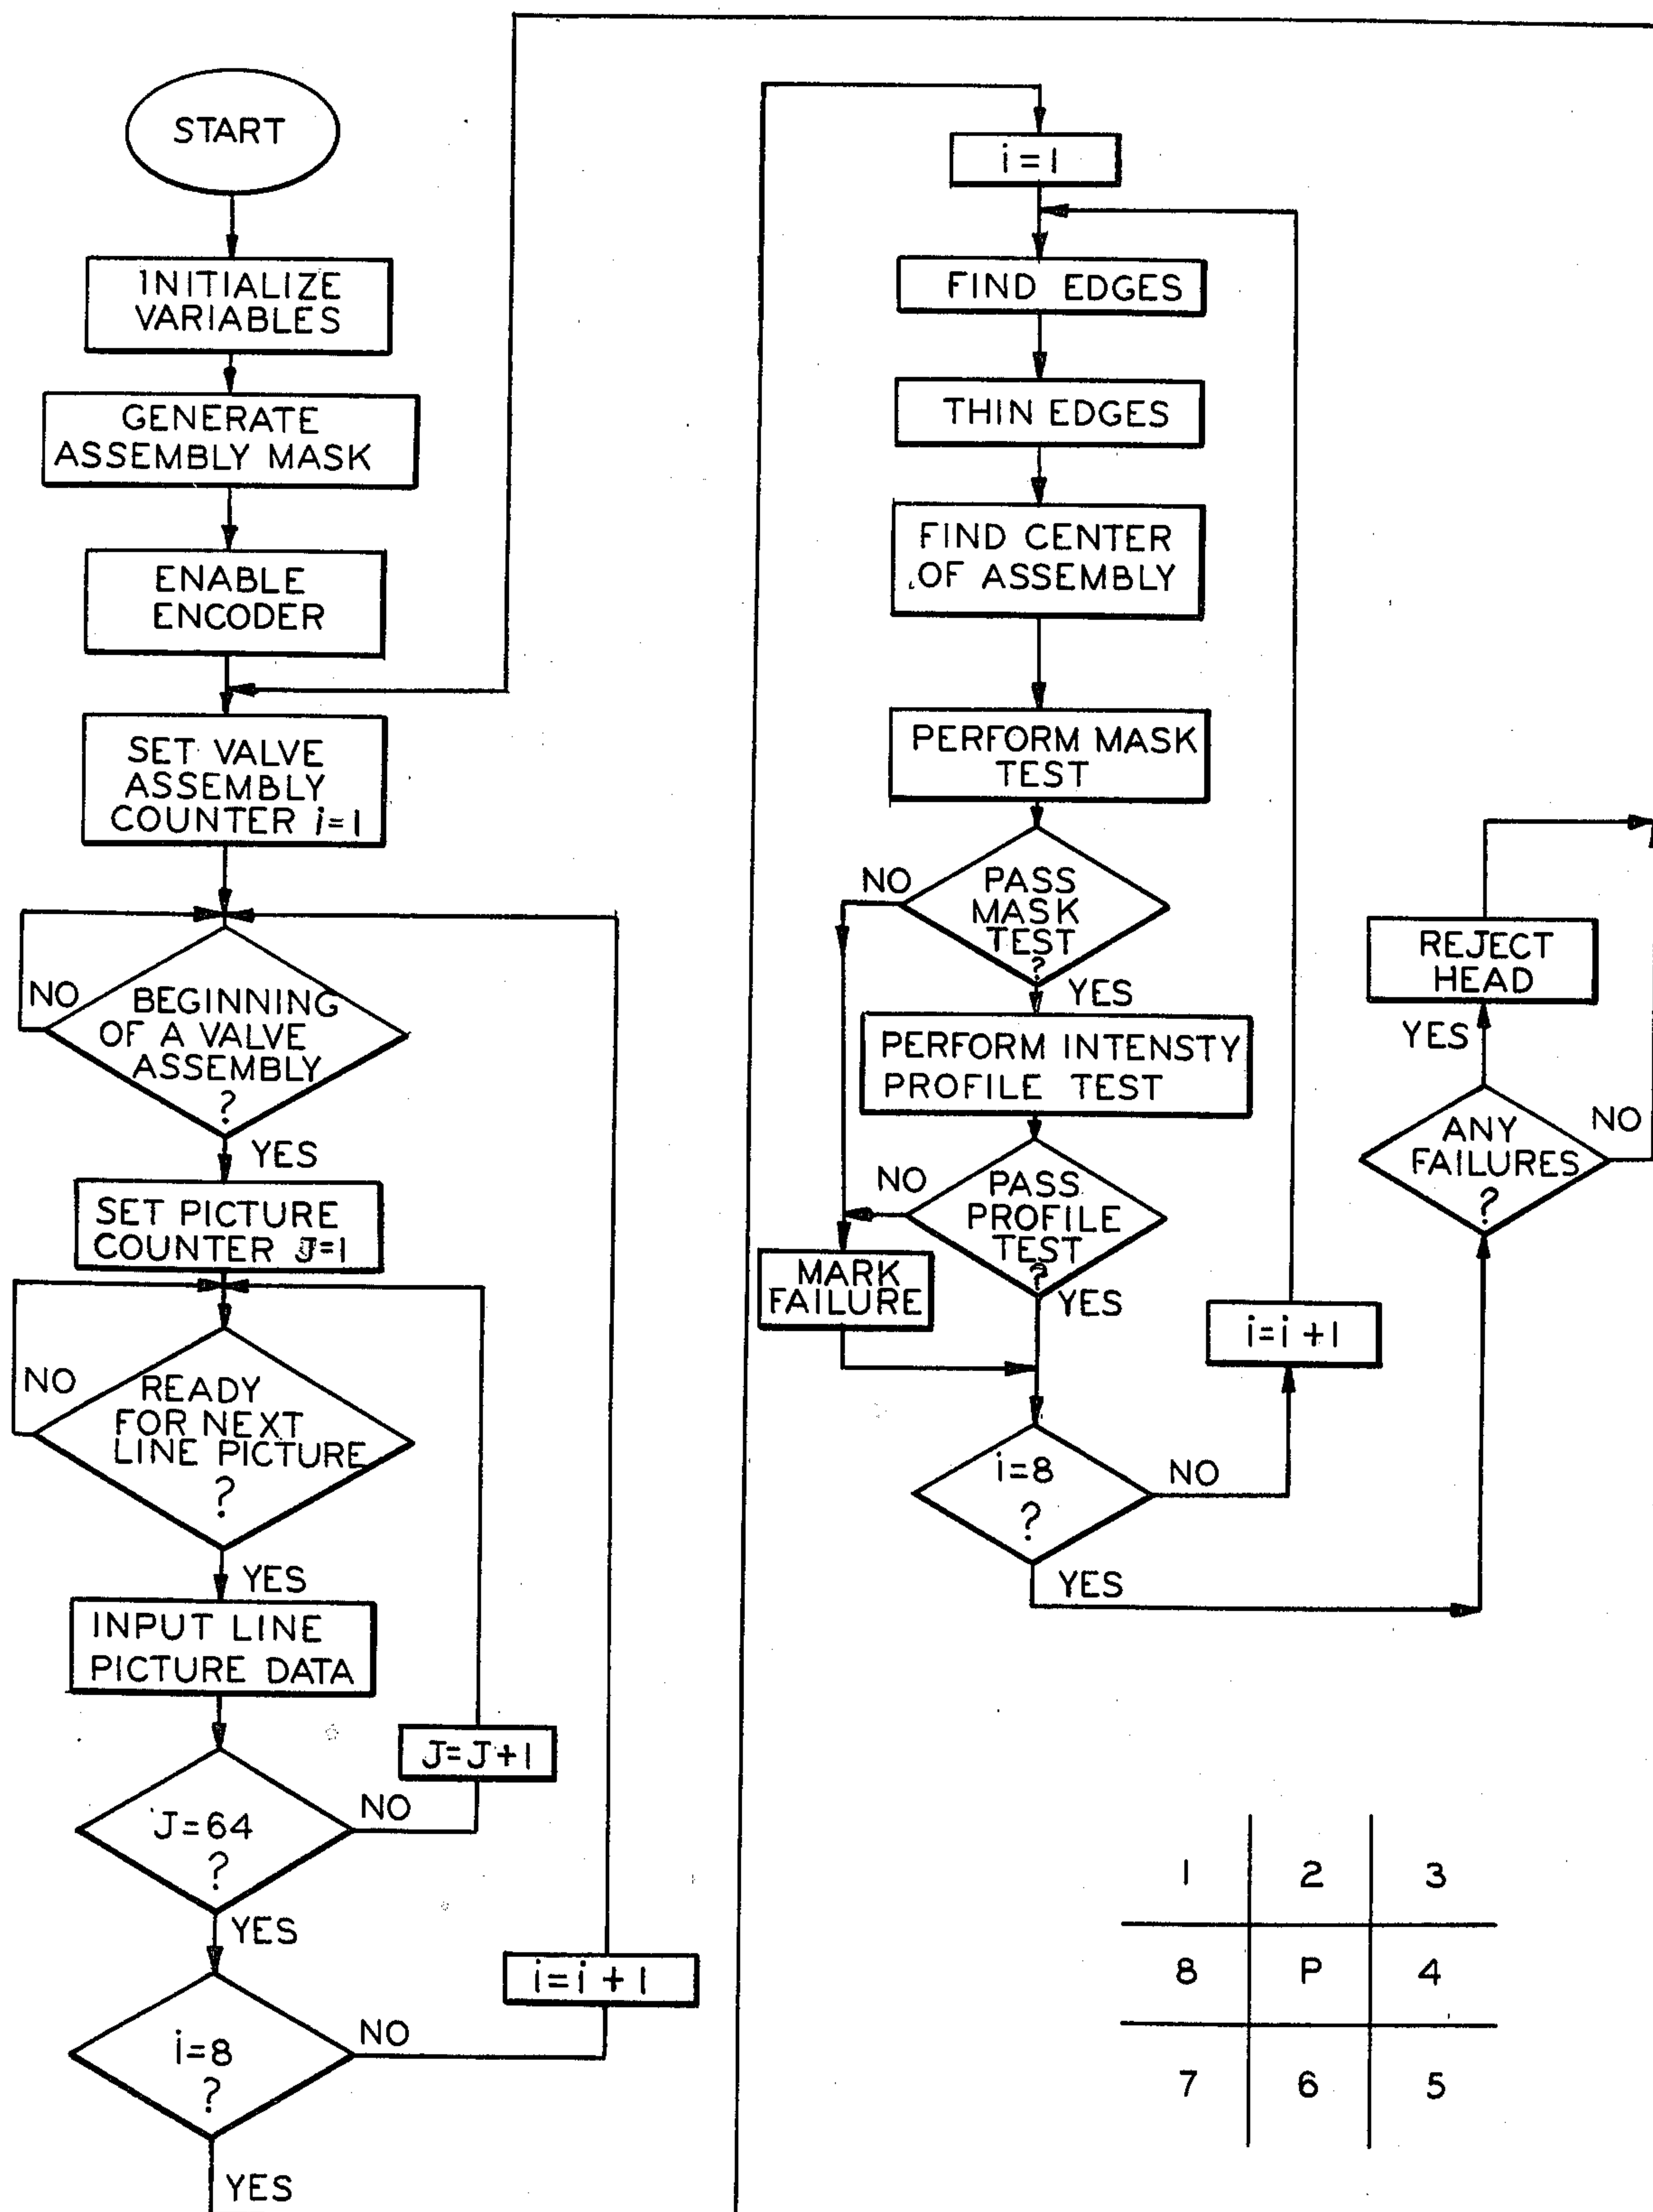 START
INITIALIZE
VARIABLES
GENERATE
ASSEMBLY MASK
ENABLE
ENCODER
SET VALVE
ASSEMBLY
COUNTER i=1
NO
BEGINNING
OF A VALVE
ASSEMBLY
?
YES
SET PICTURE
COUNTER J=1
NO
READY
FOR NEXT
LINE PICTURE
?
YES
INPUT LINE
PICTURE DATA
J=J+1
J=64
?
NO
YES
i=i+1
i=8
?
NO
YES
i=1
FIND EDGES
THIN EDGES
FIND CENTER
OF ASSEMBLY
PERFORM MASK
TEST
NO
PASS
MASK
TEST
?
YES
PERFORM INTENSTY
PROFILE TEST
NO
PASS
PROFILE
TEST
?
YES
MARK
FAILURE
i=i+1
i=8
?
NO
YES
REJECT
HEAD
YES
ANY
FAILURES
?
NO
1 2 3
8 P 4
7 6 5